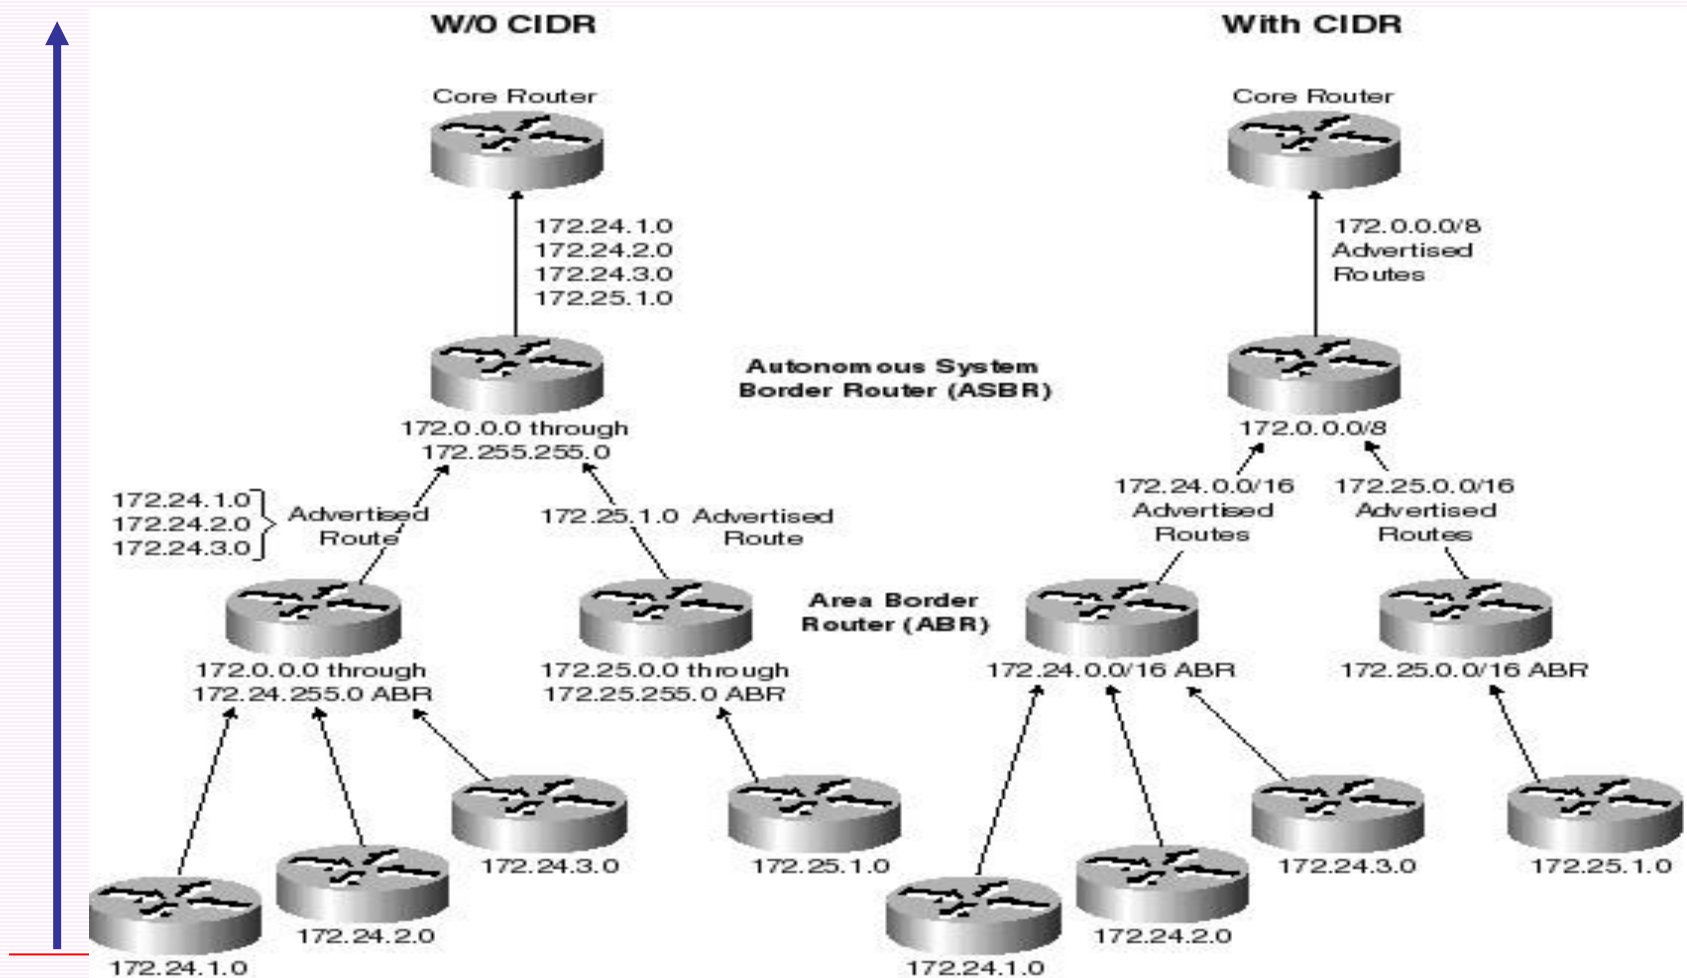 W/O CIDR
With CIDR
Core Router
Core Router
172.24.1.0
172.24.2.0
172.24.3.0
172.25.1.0
172.0.0.0/8
Advertised
Routes
Autonomous System
Border Router (ASBR)
172.0.0.0 through
172.255.255.0
172.0.0.0/8
172.24.1.0
172.24.2.0
172.24.3.0
Advertised
Route
172.25.1.0 Advertised
Route
172.24.0.0/16
Advertised
Routes
172.25.0.0/16
Advertised
Routes
Area Border
Router (ABR)
172.0.0.0 through
172.24.255.0 ABR
172.25.0.0 through
172.25.255.0 ABR
172.24.0.0/16 ABR
172.25.0.0/16 ABR
172.24.1.0
172.24.2.0
172.24.3.0
172.25.1.0
172.24.1.0
172.24.2.0
172.24.3.0
172.25.1.0